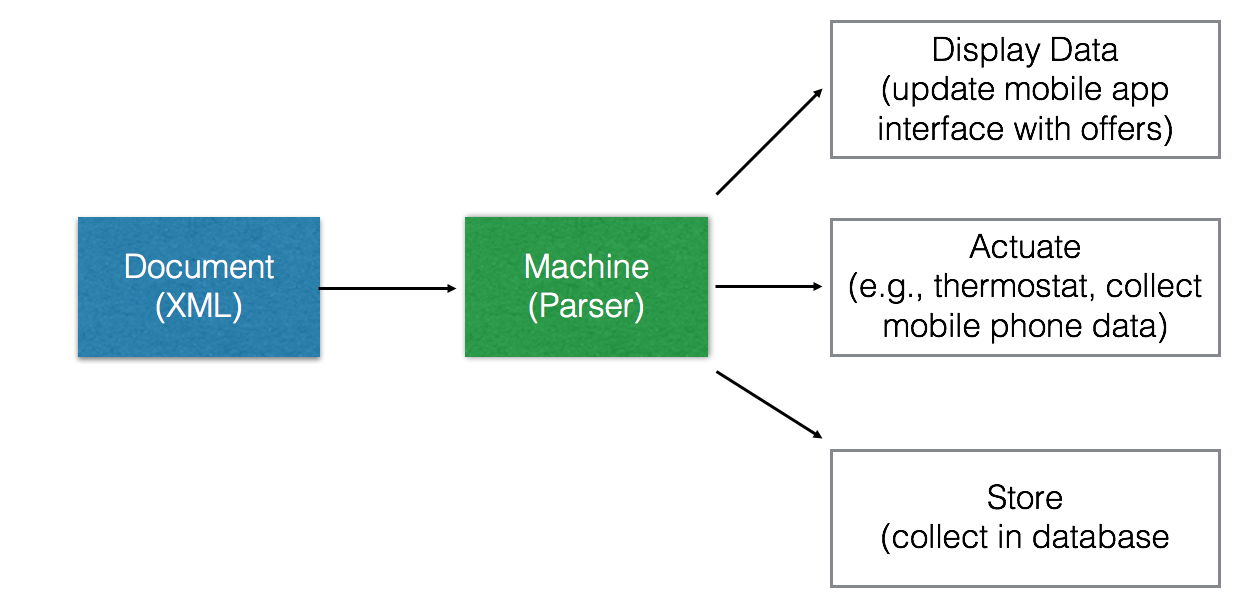 Document
(XML)
Machine
(Parser)
Display Data
(update mobile app
interface with offers)
Actuate
(e.g., thermostat, collect
mobile phone data)
Store
(collect in database